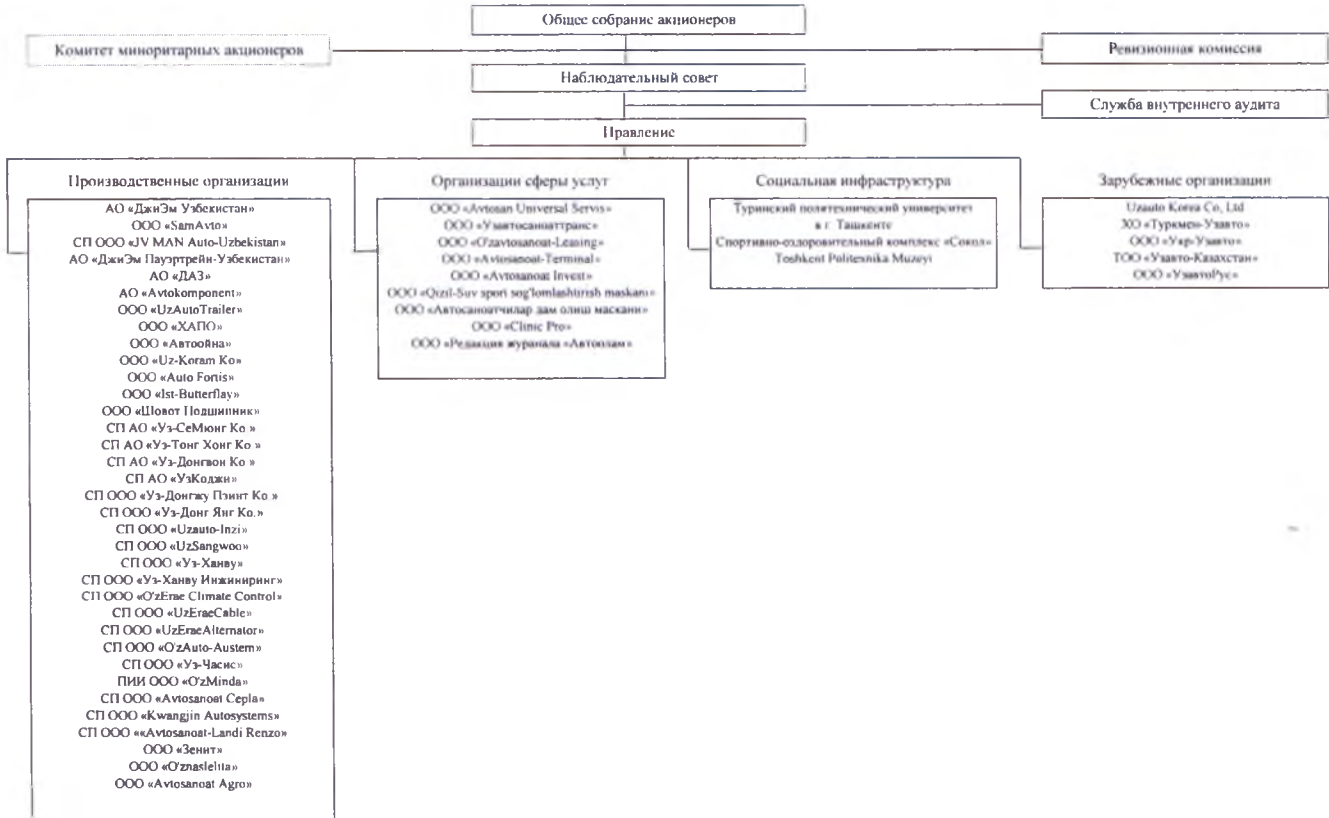 Общее собрание акционеров
Комитет миноритарных акционеров
Ревизионная комиссия
Наблюдательный совет
Служба внутреннего аудита
Правление
Производственные организации
АО «ДжиЭм Узбекистан»
ООО «SamAvto»
СП ООО «JV MAN Auto-Uzbekistan»
АО «ДжиЭм Пауэртрейн-Узбекистан»
АО «ДАЗ»
АО «Avtokomponent»
ООО «UzAutoTrailer»
ООО «ХАПО»
ООО «Автоойна»
ООО «Uz-Koram Ko»
ООО «Auto Fortis»
ООО «Ist-Butterflay»
ООО «Шовот Подшипник»
СП АО «Уз-СеМюнг Ко.»
СП АО «Уз-Тонг Хонг Ко.»
СП АО «Уз-Донгвон Ко.»
СП АО «УзКоджи»
СП ООО «Уз-Донгжу Пэинт Ко.»
СП ООО «Уз-Донг Янг Ко.»
СП ООО «Uzauto-Inzi»
СП ООО «UzSangwoo»
СП ООО «Уз-Ханву»
СП ООО «Уз-Ханву Инжиниринг»
СП ООО «O'zErae Climate Control»
СП ООО «UzEraeCable»
СП ООО «UzEraeAlternator»
СП ООО «O'zAuto-Austem»
СП ООО «Уз-Часис»
ПИИ ООО «O'zMinda»
СП ООО «Avtosanoat Cepla»
СП ООО «Kwangjin Autosystems»
СП ООО ««Avtosanoat-Landi Renzo»
ООО «Зенит»
ООО «Avtosanoat Agro»
Организации сферы услуг
ООО «Avtosan Universal Servis»
ООО «Узавтосаноаттранс»
ООО «O'zavtosanoat-Leasing»
ООО «Avtosanoat-Terminal»
ООО «Avtosanoat Invest»
ООО «Qizil-Suv sport sog'lomlashtirish maskani»
ООО «Автосаноатчилар дам олиш маскани»
ООО «Clinic Pro»
ООО «Редакция журанала «Автоолам»
Социальная инфраструктура
Туринский политехнический университет
в г. Ташкенте
Спортивно-оздоровительный комплекс «Сокол»
Toshkent Politexnika Muzeyi
Зарубежные организации
Uzauto Korea Co, Ltd
ХО «Туркмен-Узавто»
ООО «Укр-Узавто»
ТОО «Узавто-Казахстан»
ООО «УзавтоРус»